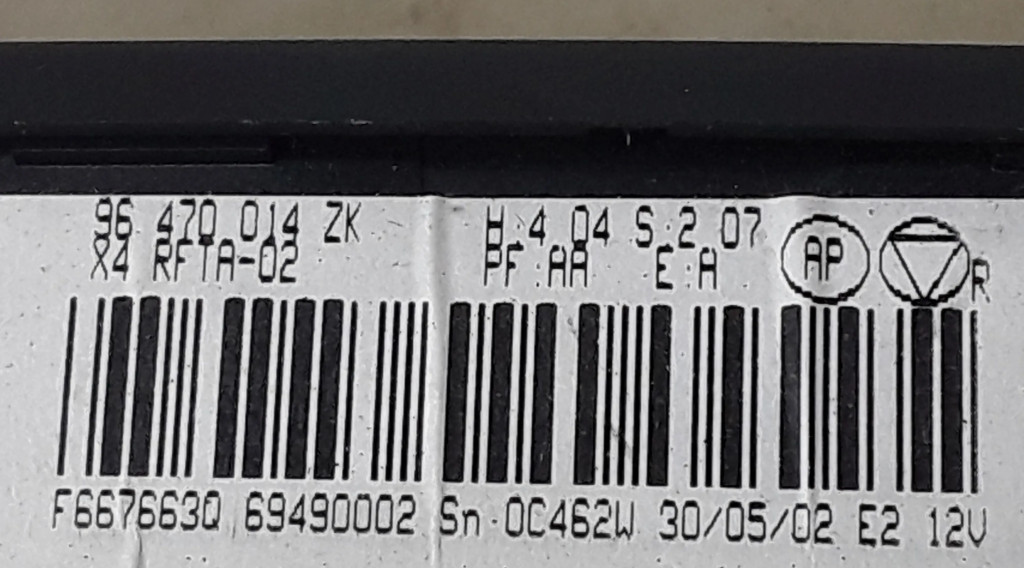 96 470 014 ZK H:4.04 S:2.07
X4 RFTA-02 PF:AA E:A
AP R
F667663Q 69490002 Sn:0C462W 30/05/02 E2 12V